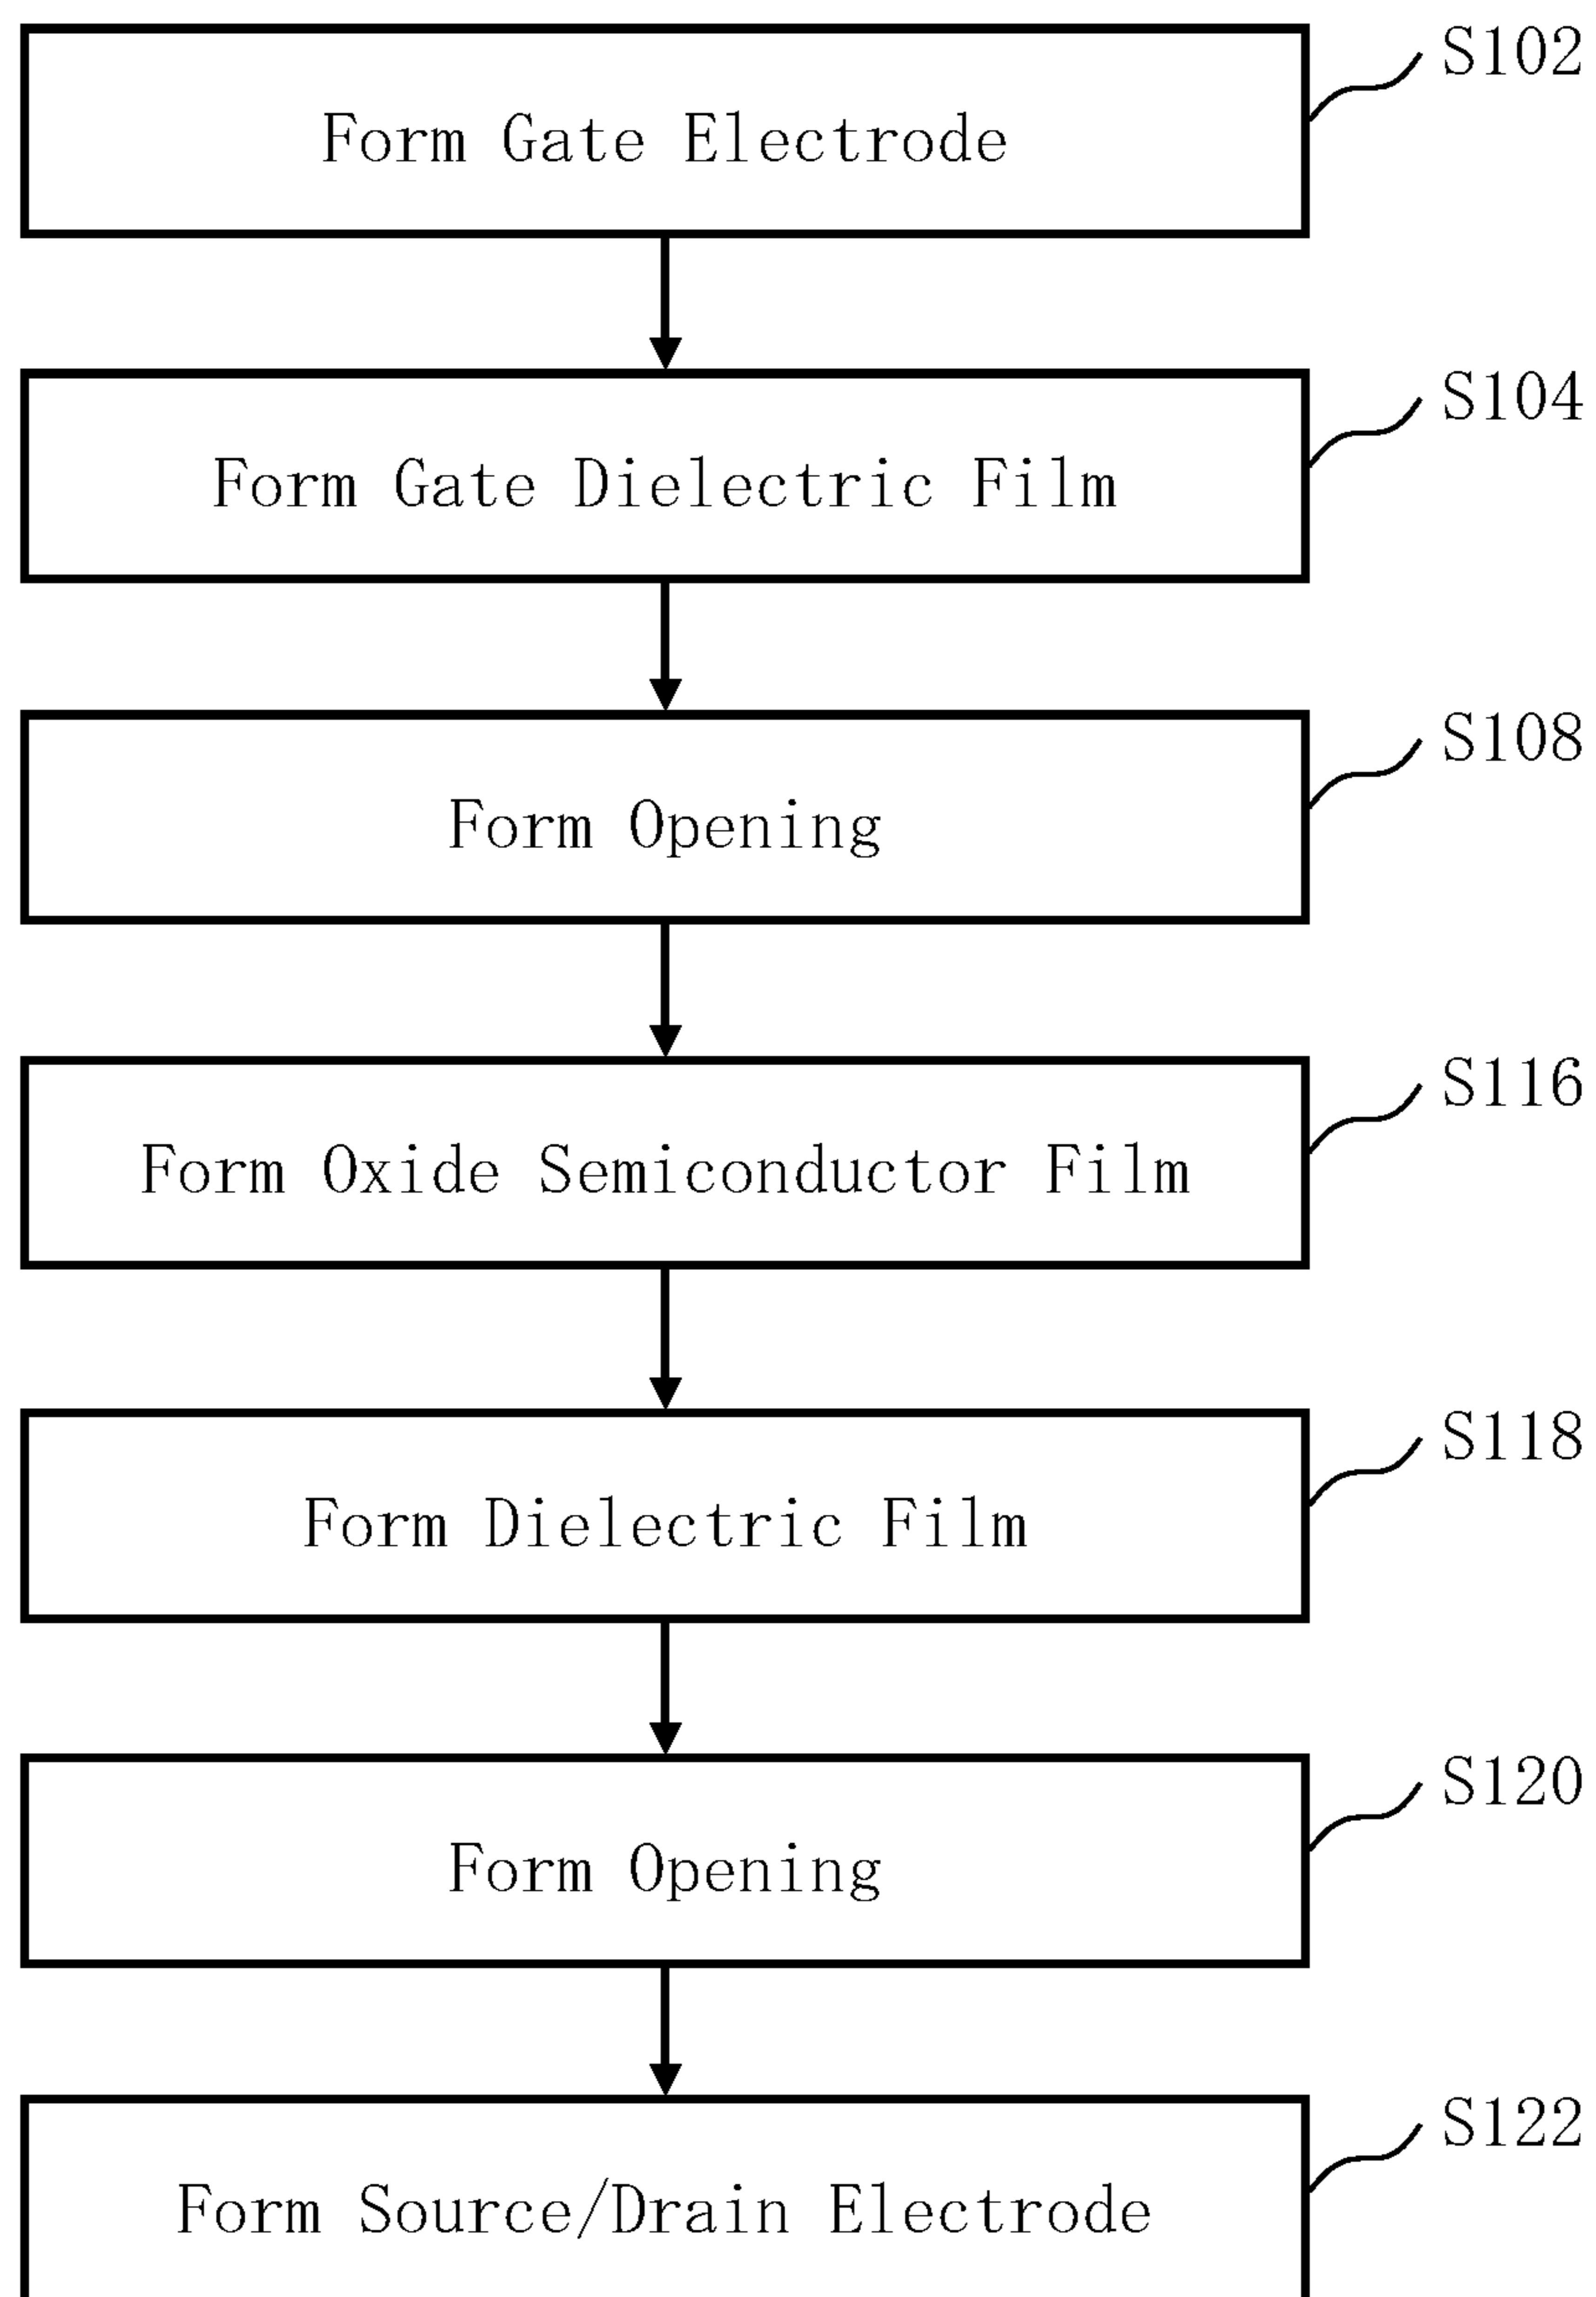 S102
Form Gate Electrode
S104
Form Gate Dielectric Film
S108
Form Opening
S116
Form Oxide Semiconductor Film
S118
Form Dielectric Film
S120
Form Opening
S122
Form Source/Drain Electrode